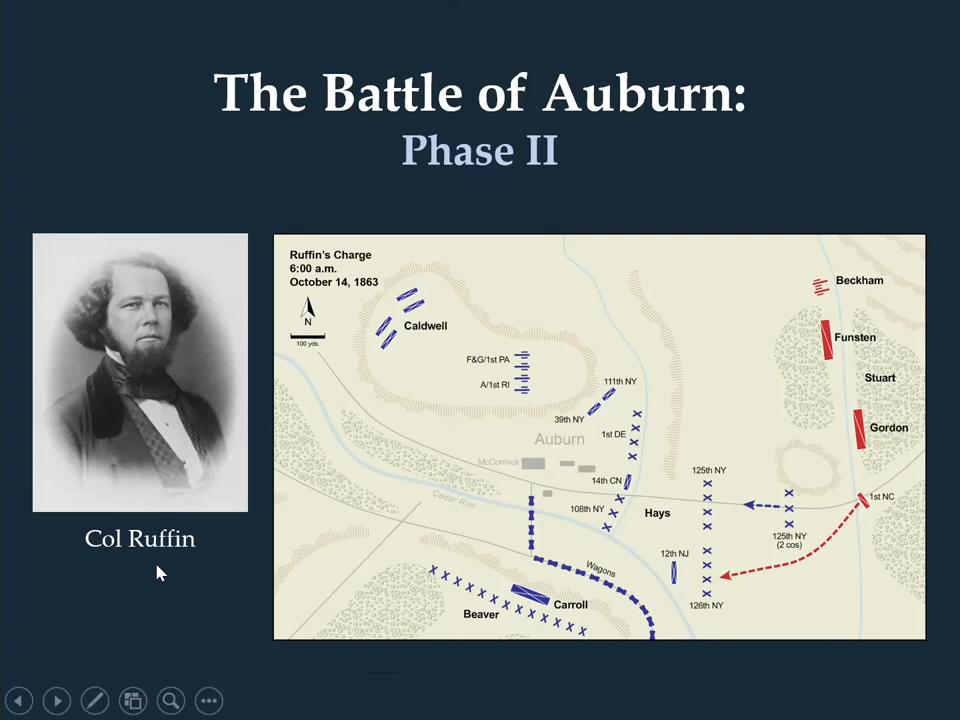 The Battle of Auburn:
Phase II
Col Ruffin
Ruffin's Charge
6:00 a.m.
October 14, 1863
N
100 yds.
Caldwell
F&G/1st PA
A/1st RI
111th NY
39th NY
1st DE
Auburn
McCormick
14th CN
108th NY
Cedar Run
Hays
125th NY
125th NY
(2 cos)
12th NJ
126th NY
Wagons
Carroll
Beaver
Beckham
Funsten
Stuart
Gordon
1st NC